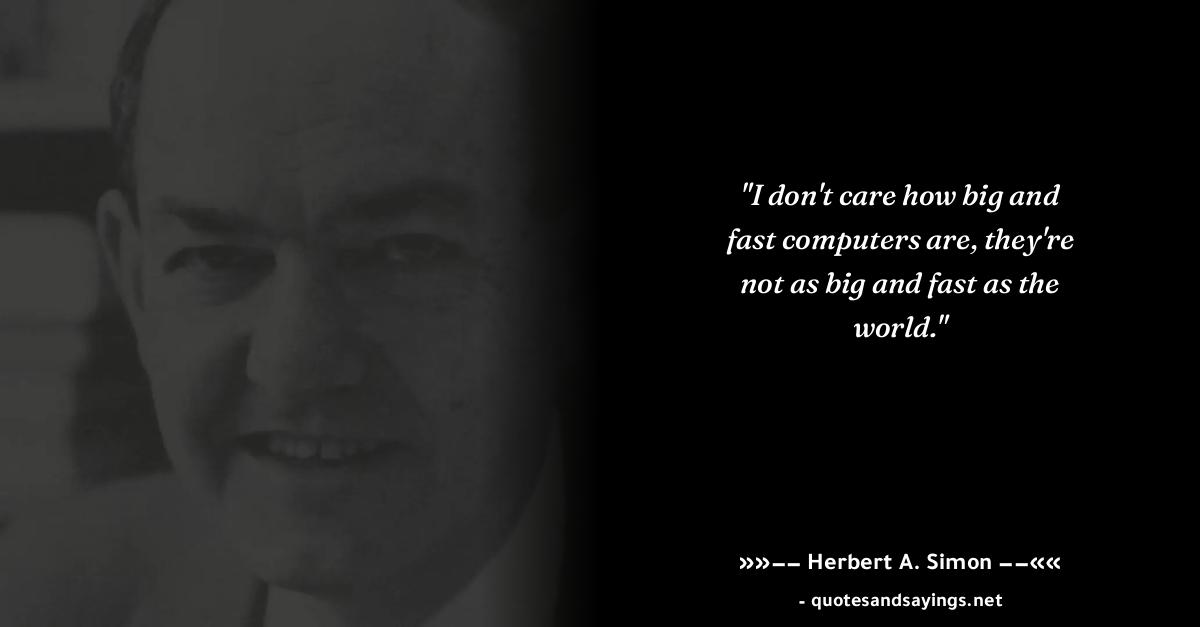 "I don't care how big and
fast computers are, they're
not as big and fast as the
world."
»»–– Herbert A. Simon ––««
- quotesandsayings.net